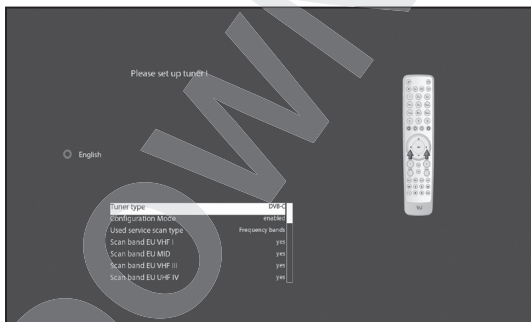 Please set up tuner!
English
Tuner type DVB-C
Configuration Mode enabled
Used service scan type Frequency bands
Scan band EU VHF I yes
Scan band EU MID yes
Scan band EU VHF III yes
Scan band EU UHF IV yes